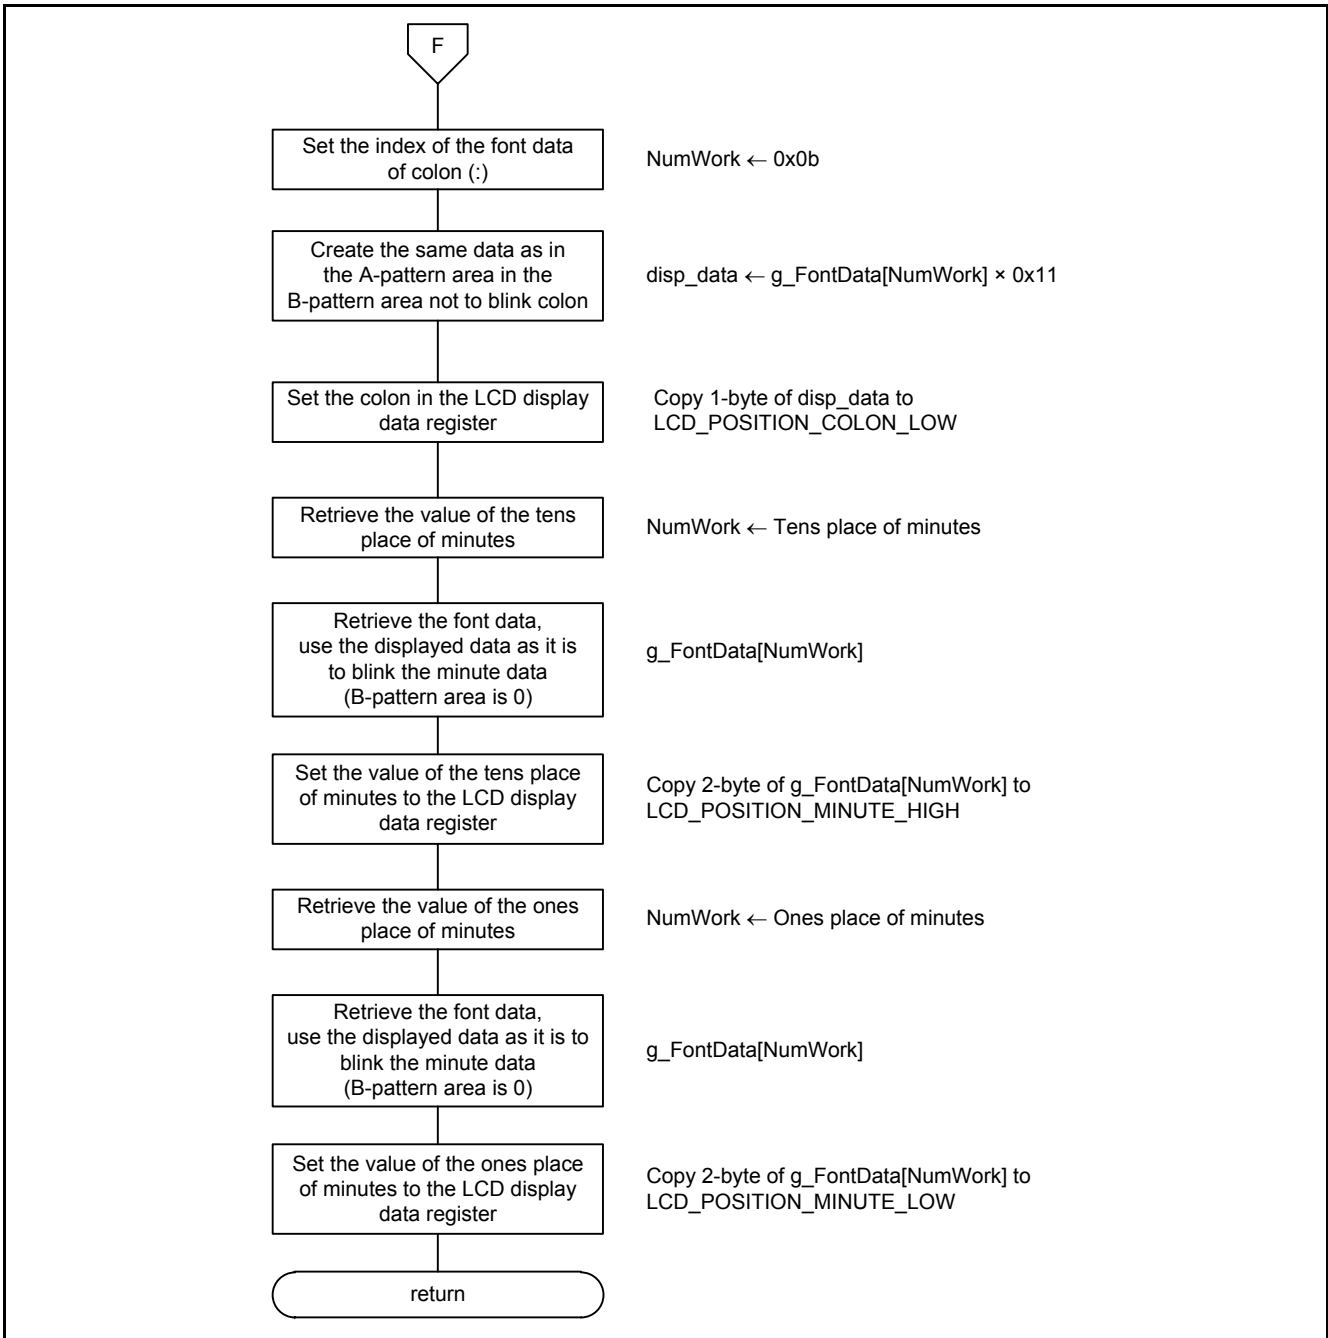 F
Set the index of the font data
of colon (:)
NumWork ← 0x0b
Create the same data as in
the A-pattern area in the
B-pattern area not to blink colon
disp_data ← g_FontData[NumWork] × 0x11
Set the colon in the LCD display
data register
Copy 1-byte of disp_data to
LCD_POSITION_COLON_LOW
Retrieve the value of the tens
place of minutes
NumWork ← Tens place of minutes
Retrieve the font data,
use the displayed data as it is
to blink the minute data
(B-pattern area is 0)
g_FontData[NumWork]
Set the value of the tens place
of minutes to the LCD display
data register
Copy 2-byte of g_FontData[NumWork] to
LCD_POSITION_MINUTE_HIGH
Retrieve the value of the ones
place of minutes
NumWork ← Ones place of minutes
Retrieve the font data,
use the displayed data as it is to
blink the minute data
(B-pattern area is 0)
g_FontData[NumWork]
Set the value of the ones place
of minutes to the LCD display
data register
Copy 2-byte of g_FontData[NumWork] to
LCD_POSITION_MINUTE_LOW
return